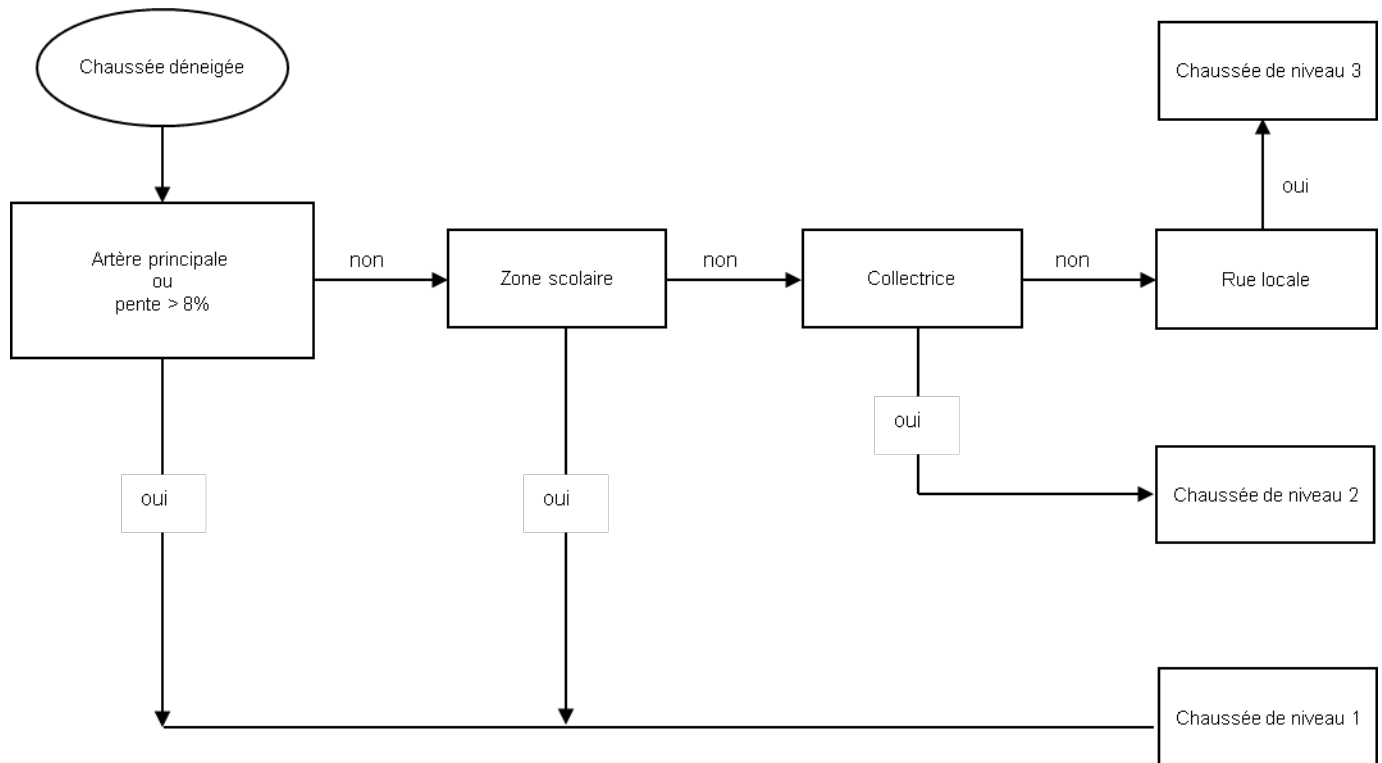 Chaussée déneigée
Chaussée de niveau 3
oui
Artère principale
ou
pente > 8%
non
Zone scolaire
non
Collectrice
non
Rue locale
oui
Chaussée de niveau 2
oui
oui
Chaussée de niveau 1